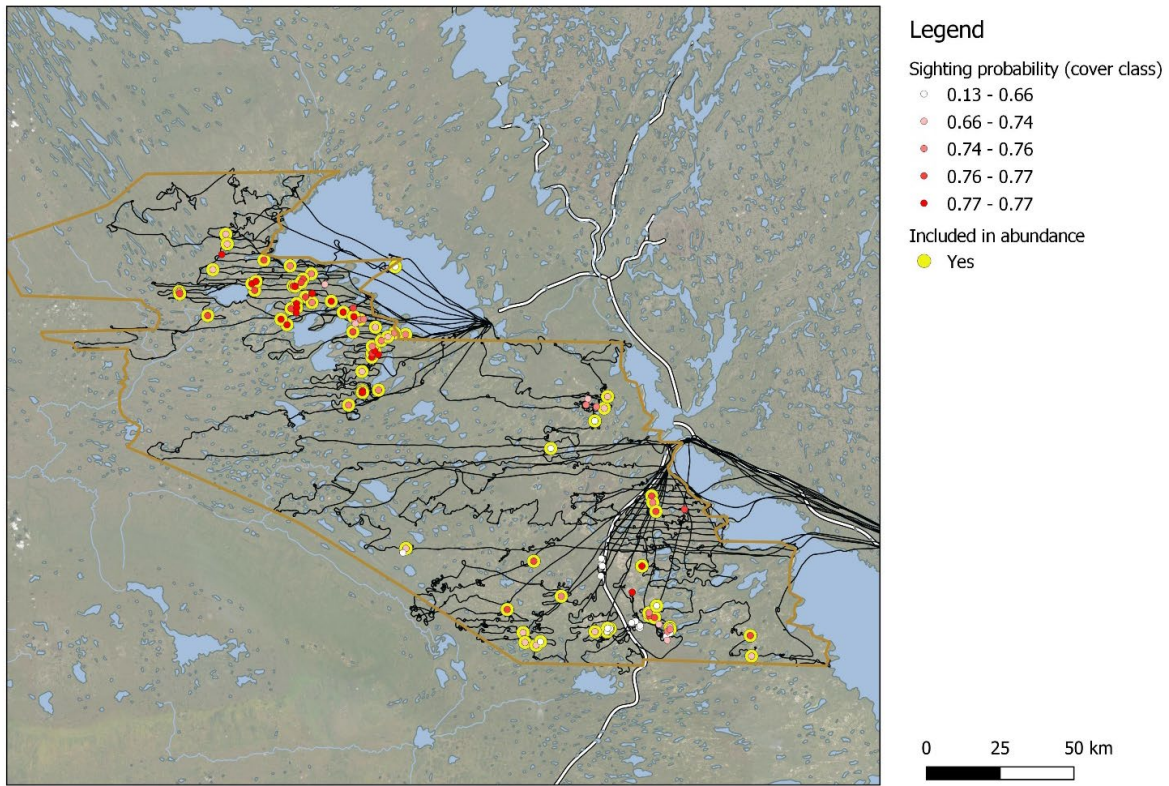 Legend
Sighting probability (cover class)
0.13 - 0.66
0.66 - 0.74
0.74 - 0.76
0.76 - 0.77
0.77 - 0.77
Included in abundance
Yes
0 25 50 km